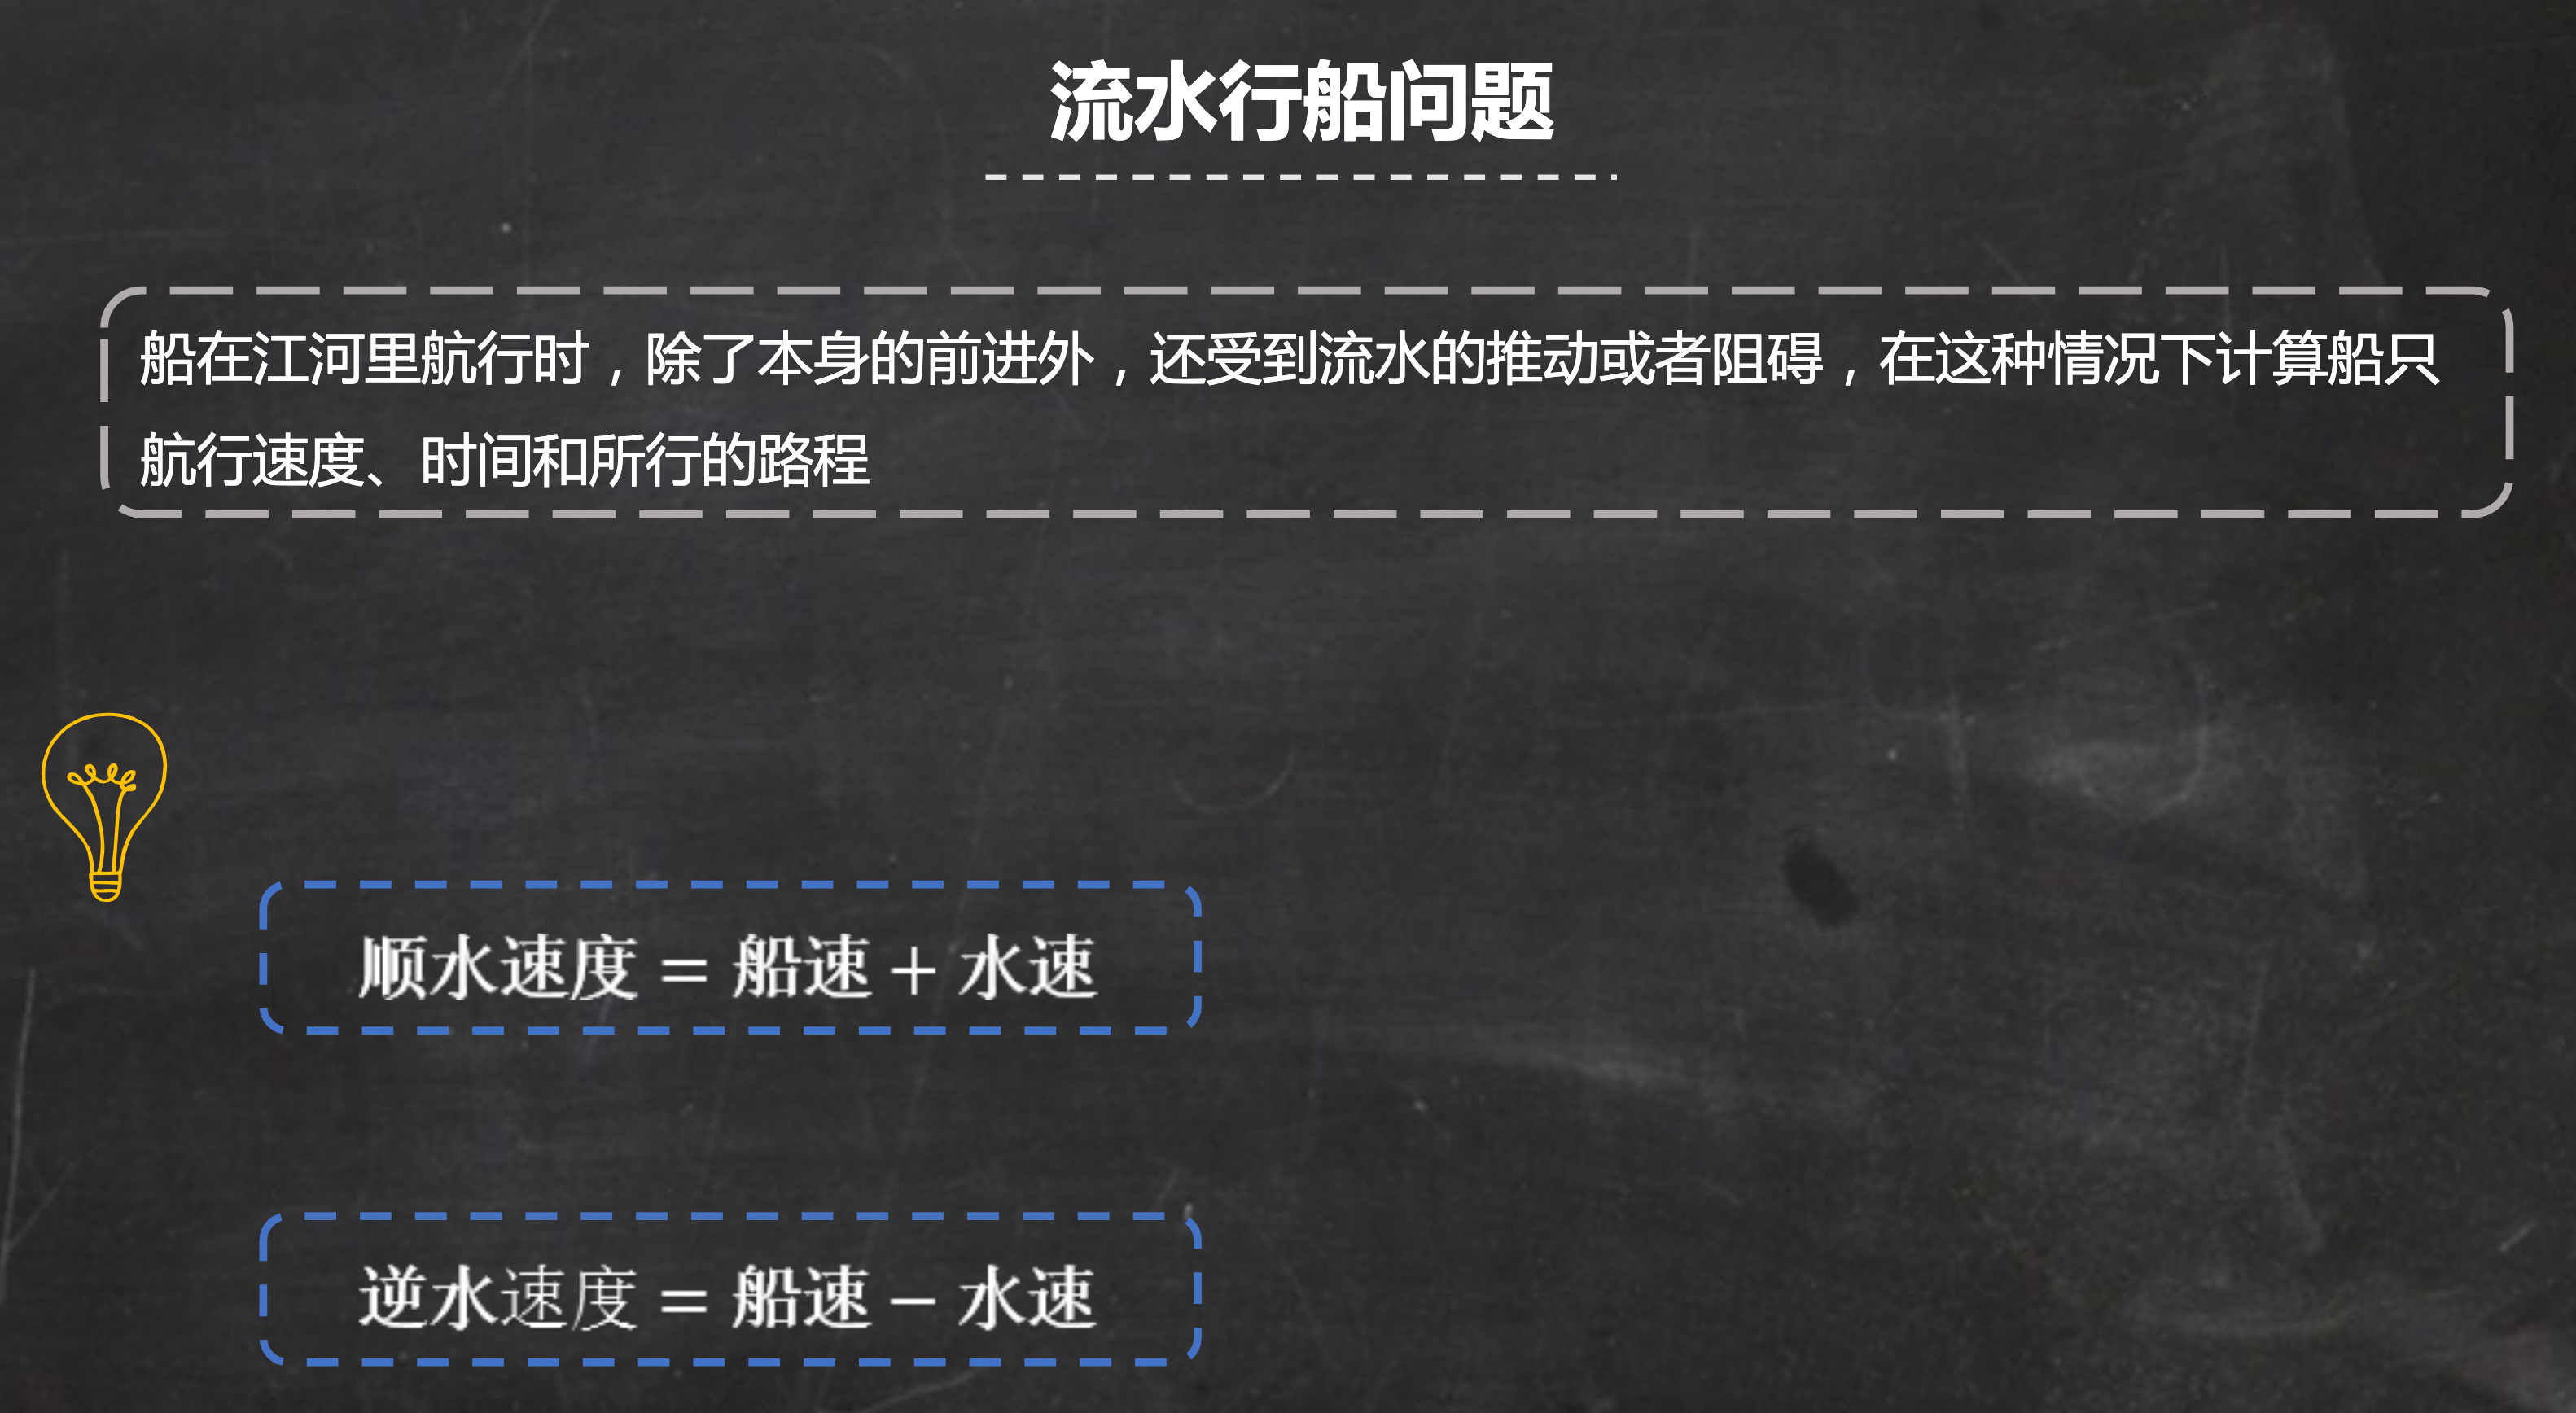 流水行船问题
船在江河里航行时，除了本身的前进外，还受到流水的推动或者阻碍，在这种情况下计算船只
航行速度、时间和所行的路程
顺水速度 = 船速 + 水速
逆水速度 = 船速 − 水速